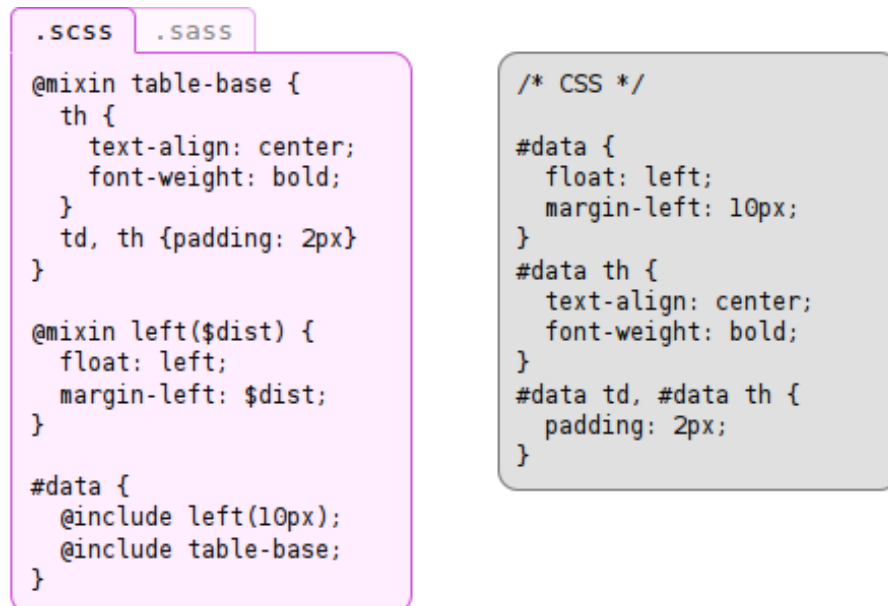 .scss .sass
@mixin table-base {
  th {
    text-align: center;
    font-weight: bold;
  }
  td, th {padding: 2px}
}

@mixin left($dist) {
  float: left;
  margin-left: $dist;
}

#data {
  @include left(10px);
  @include table-base;
}
/* CSS */

#data {
  float: left;
  margin-left: 10px;
}
#data th {
  text-align: center;
  font-weight: bold;
}
#data td, #data th {
  padding: 2px;
}